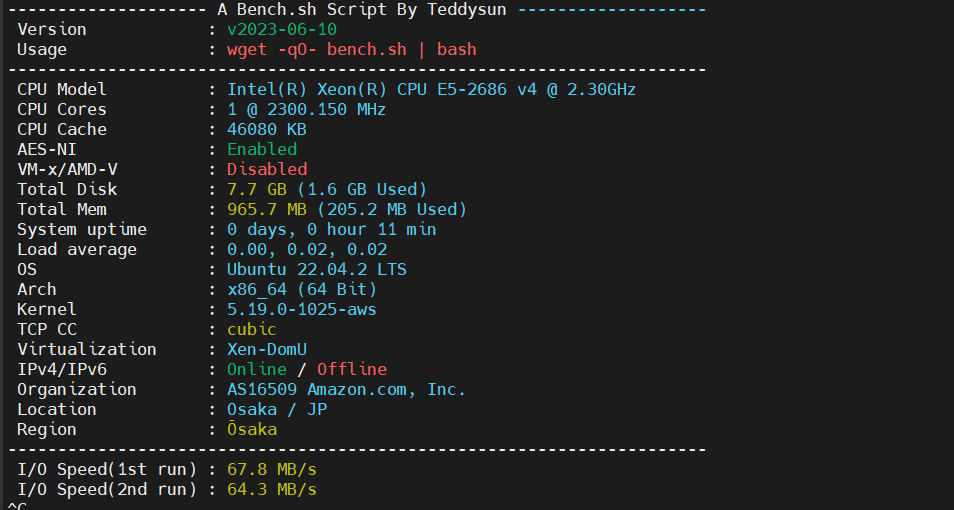 -------------------- A Bench.sh Script By Teddysun -------------------
 Version            : v2023-06-10
 Usage              : wget -qO- bench.sh | bash
----------------------------------------------------------------------
 CPU Model          : Intel(R) Xeon(R) CPU E5-2686 v4 @ 2.30GHz
 CPU Cores          : 1 @ 2300.150 MHz
 CPU Cache          : 46080 KB
 AES-NI             : Enabled
 VM-x/AMD-V         : Disabled
 Total Disk         : 7.7 GB (1.6 GB Used)
 Total Mem          : 965.7 MB (205.2 MB Used)
 System uptime      : 0 days, 0 hour 11 min
 Load average       : 0.00, 0.02, 0.02
 OS                 : Ubuntu 22.04.2 LTS
 Arch               : x86_64 (64 Bit)
 Kernel             : 5.19.0-1025-aws
 TCP CC             : cubic
 Virtualization     : Xen-DomU
 IPv4/IPv6          : Online / Offline
 Organization       : AS16509 Amazon.com, Inc.
 Location           : Osaka / JP
 Region             : Ōsaka
----------------------------------------------------------------------
 I/O Speed(1st run) : 67.8 MB/s
 I/O Speed(2nd run) : 64.3 MB/s
^C